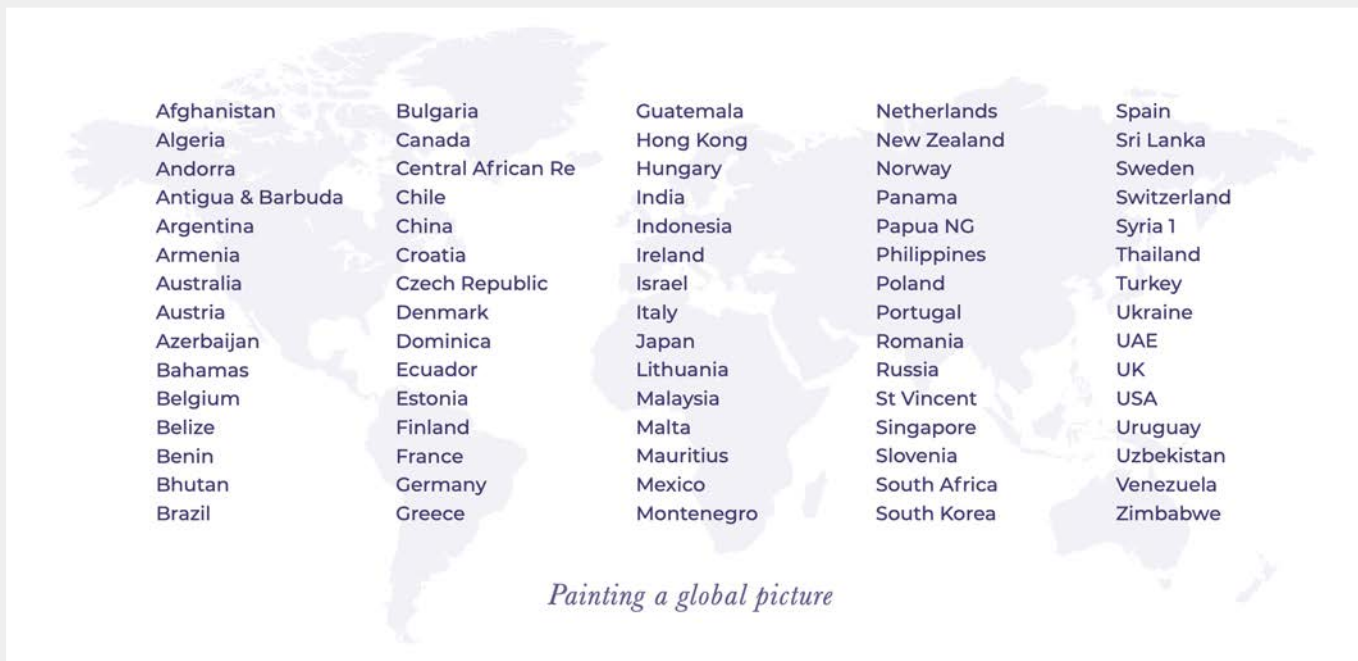 Afghanistan
Algeria
Andorra
Antigua & Barbuda
Argentina
Armenia
Australia
Austria
Azerbaijan
Bahamas
Belgium
Belize
Benin
Bhutan
Brazil
Bulgaria
Canada
Central African Re
Chile
China
Croatia
Czech Republic
Denmark
Dominica
Ecuador
Estonia
Finland
France
Germany
Greece
Guatemala
Hong Kong
Hungary
India
Indonesia
Ireland
Israel
Italy
Japan
Lithuania
Malaysia
Malta
Mauritius
Mexico
Montenegro
Netherlands
New Zealand
Norway
Panama
Papua NG
Philippines
Poland
Portugal
Romania
Russia
St Vincent
Singapore
Slovenia
South Africa
South Korea
Spain
Sri Lanka
Sweden
Switzerland
Syria 1
Thailand
Turkey
Ukraine
UAE
UK
USA
Uruguay
Uzbekistan
Venezuela
Zimbabwe
Painting a global picture